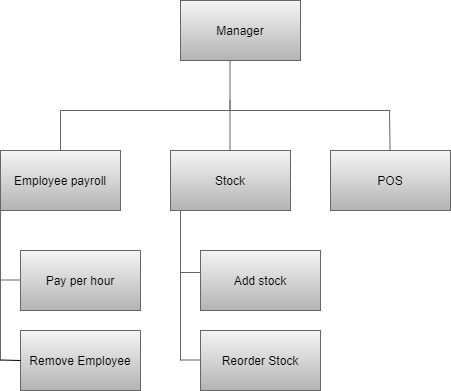 Manager
Employee payroll
Stock
POS
Pay per hour
Add stock
Remove Employee
Reorder Stock